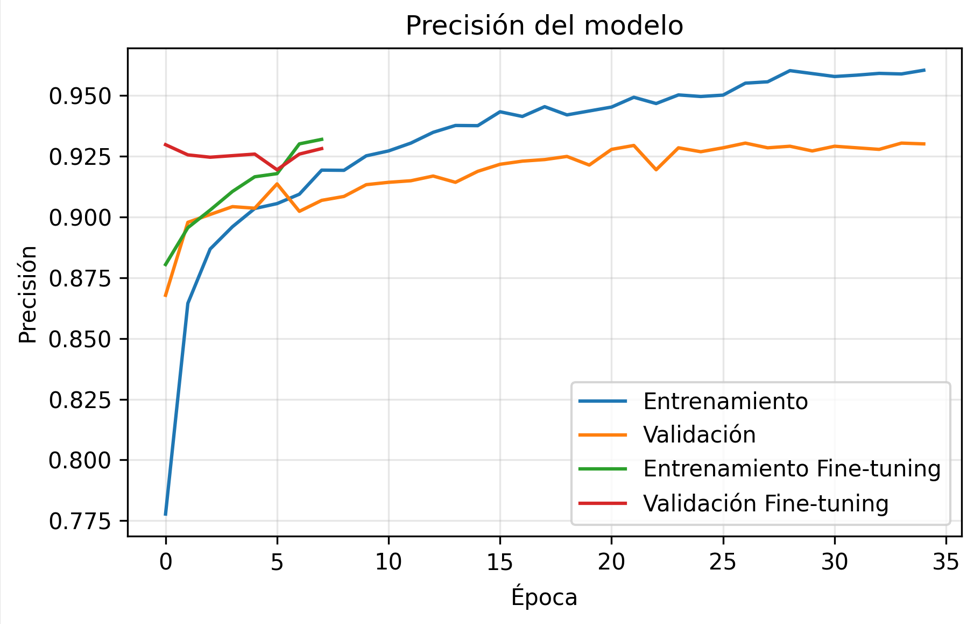 Precisión del modelo
Precisión
0.950
0.925
0.900
0.875
0.850
0.825
0.800
0.775
Entrenamiento
Validación
Entrenamiento Fine-tuning
Validación Fine-tuning
0 5 10 15 20 25 30 35
Época